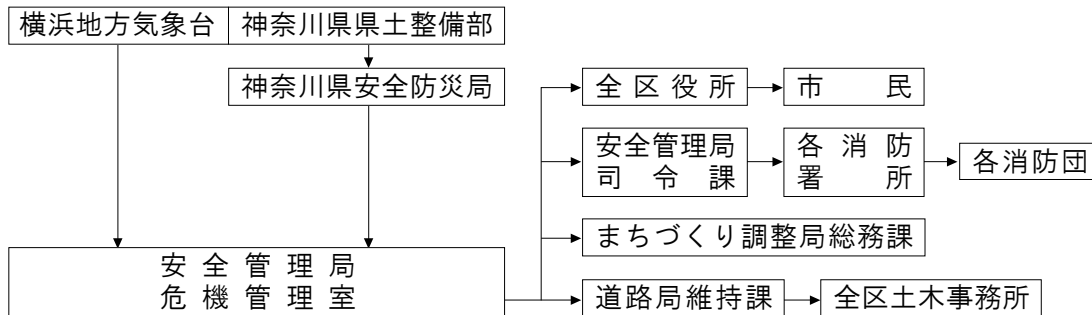 横浜地方気象台
神奈川県県土整備部
神奈川県安全防災局
全区役所
市民
安全管理局
司令課
各消防
署所
各消防団
まちづくり調整局総務課
安全管理局
危機管理室
道路局維持課
全区土木事務所